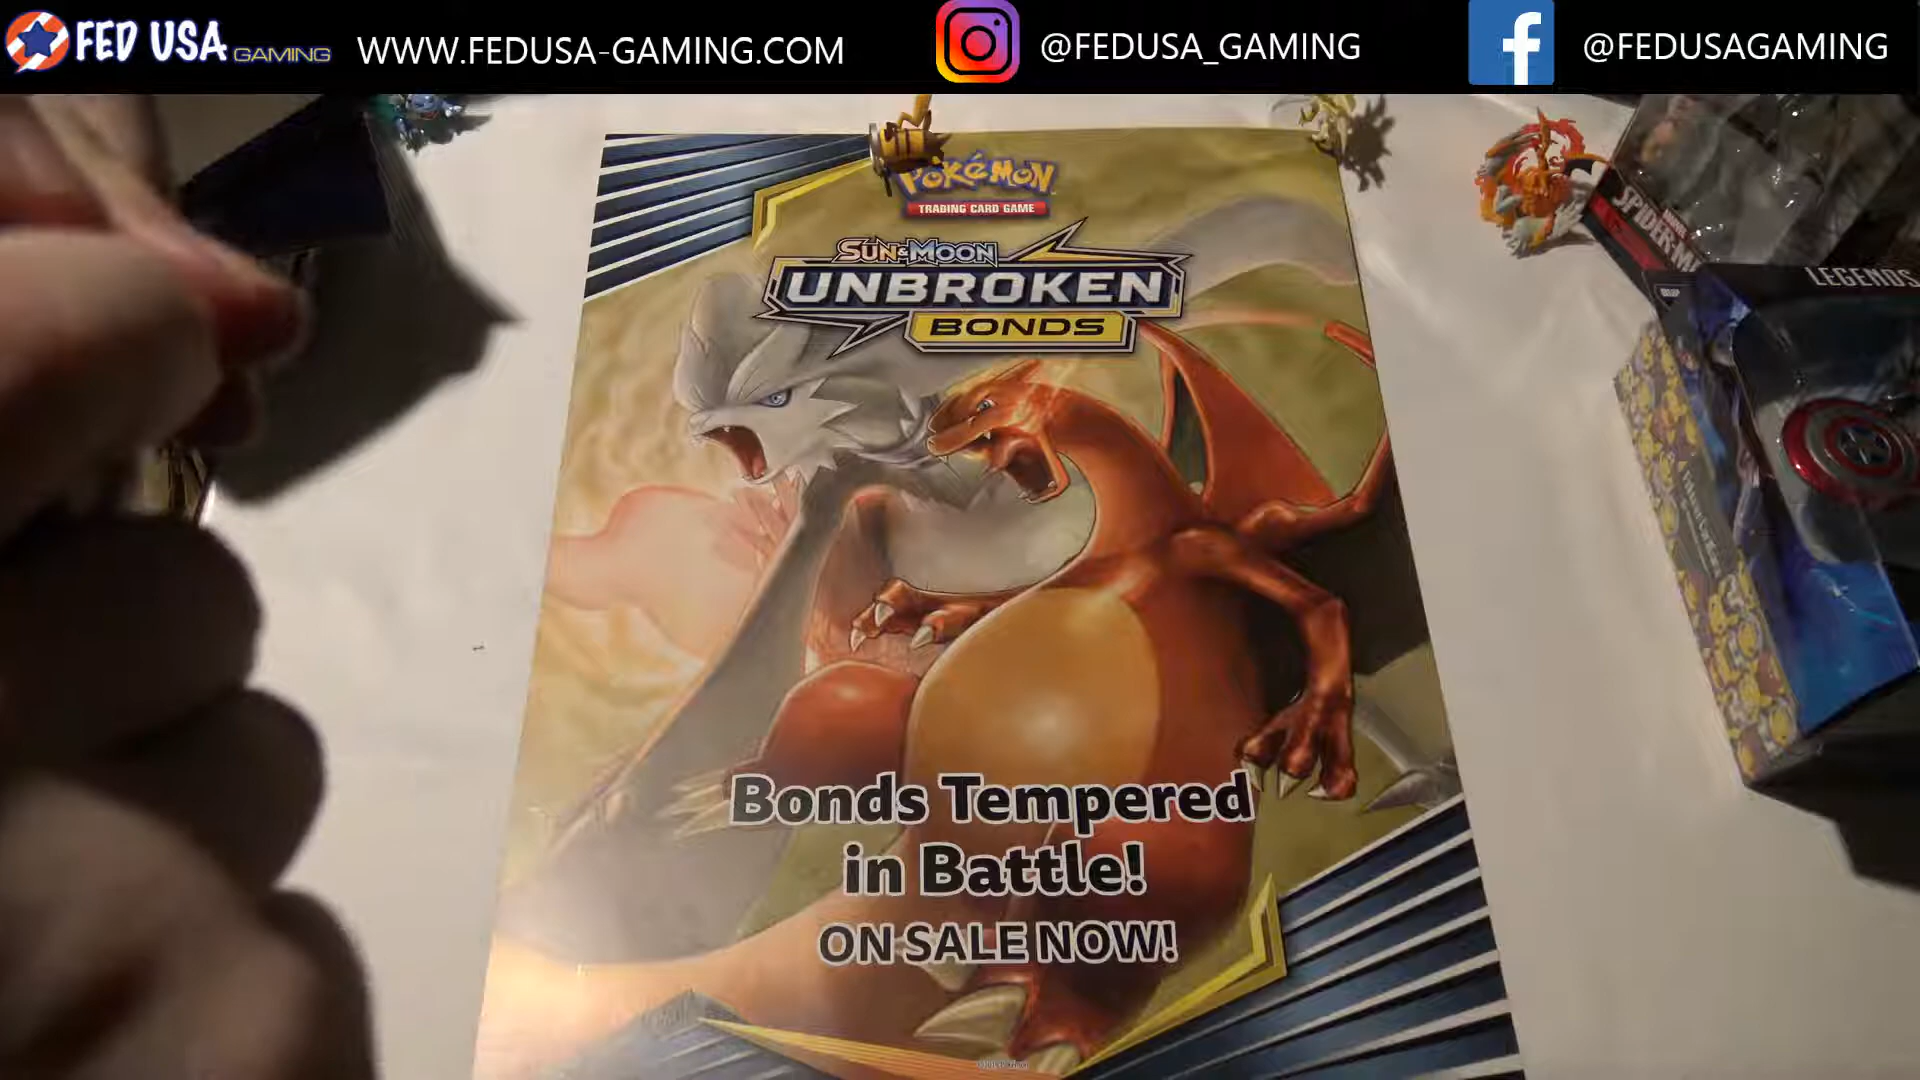 FED USA GAMING
WWW.FEDUSA-GAMING.COM
@FEDUSA_GAMING
@FEDUSAGAMING
POKÉMON
TRADING CARD GAME
SUN & MOON
UNBROKEN
BONDS
Bonds Tempered
in Battle!
ON SALE NOW!
MARVEL
SPIDER-M
LEGENDS